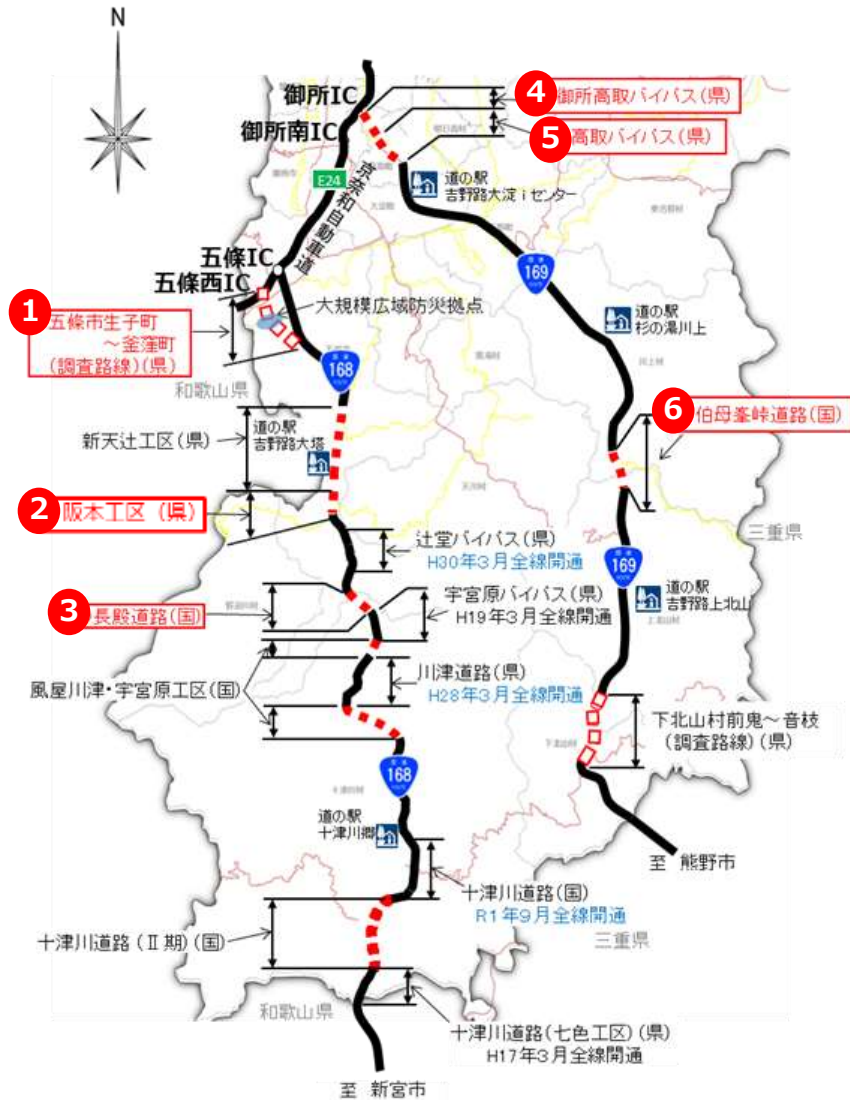 N
御所IC
御所南IC
E24
京奈和自動車道
4
御所高取バイパス(県)
5
高取バイパス(県)
道の駅
吉野路大淀iセンター
五條IC
五條西IC
大規模広域防災拠点
169
道の駅
杉の湯川上
1
五條市生子町
～釜窪町
(調査路線)(県)
和歌山県
168
新天辻工区(県)
道の駅
吉野路大塔
6
伯母峯峠道路(国)
三重県
2
阪本工区 (県)
辻堂バイパス(県)
H30年3月全線開通
169
道の駅
吉野路上北山
3
長殿道路(国)
宇宮原バイパス(県)
H19年3月全線開通
風屋川津・宇宮原工区(国)
川津道路(県)
H28年3月全線開通
下北山村前鬼～音枝
(調査路線)(県)
168
道の駅
十津川郷
至 熊野市
十津川道路(国)
R1年9月全線開通
十津川道路(Ⅱ期)(国)
三重県
和歌山県
十津川道路(七色工区)(県)
H17年3月全線開通
至 新宮市